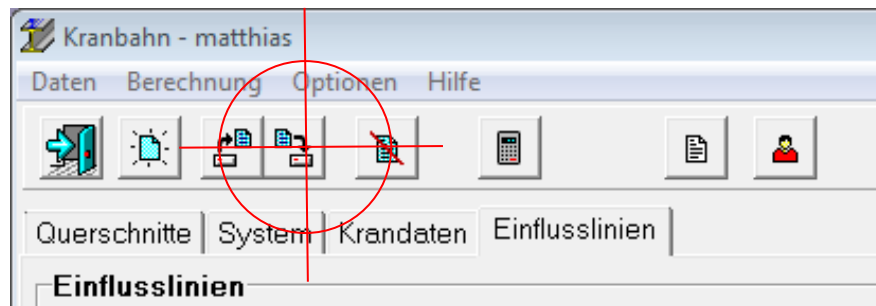 Kranbahn - matthias
Daten Berechnung Optionen Hilfe
Querschnitte System Krandaten Einflusslinien
Einflusslinien